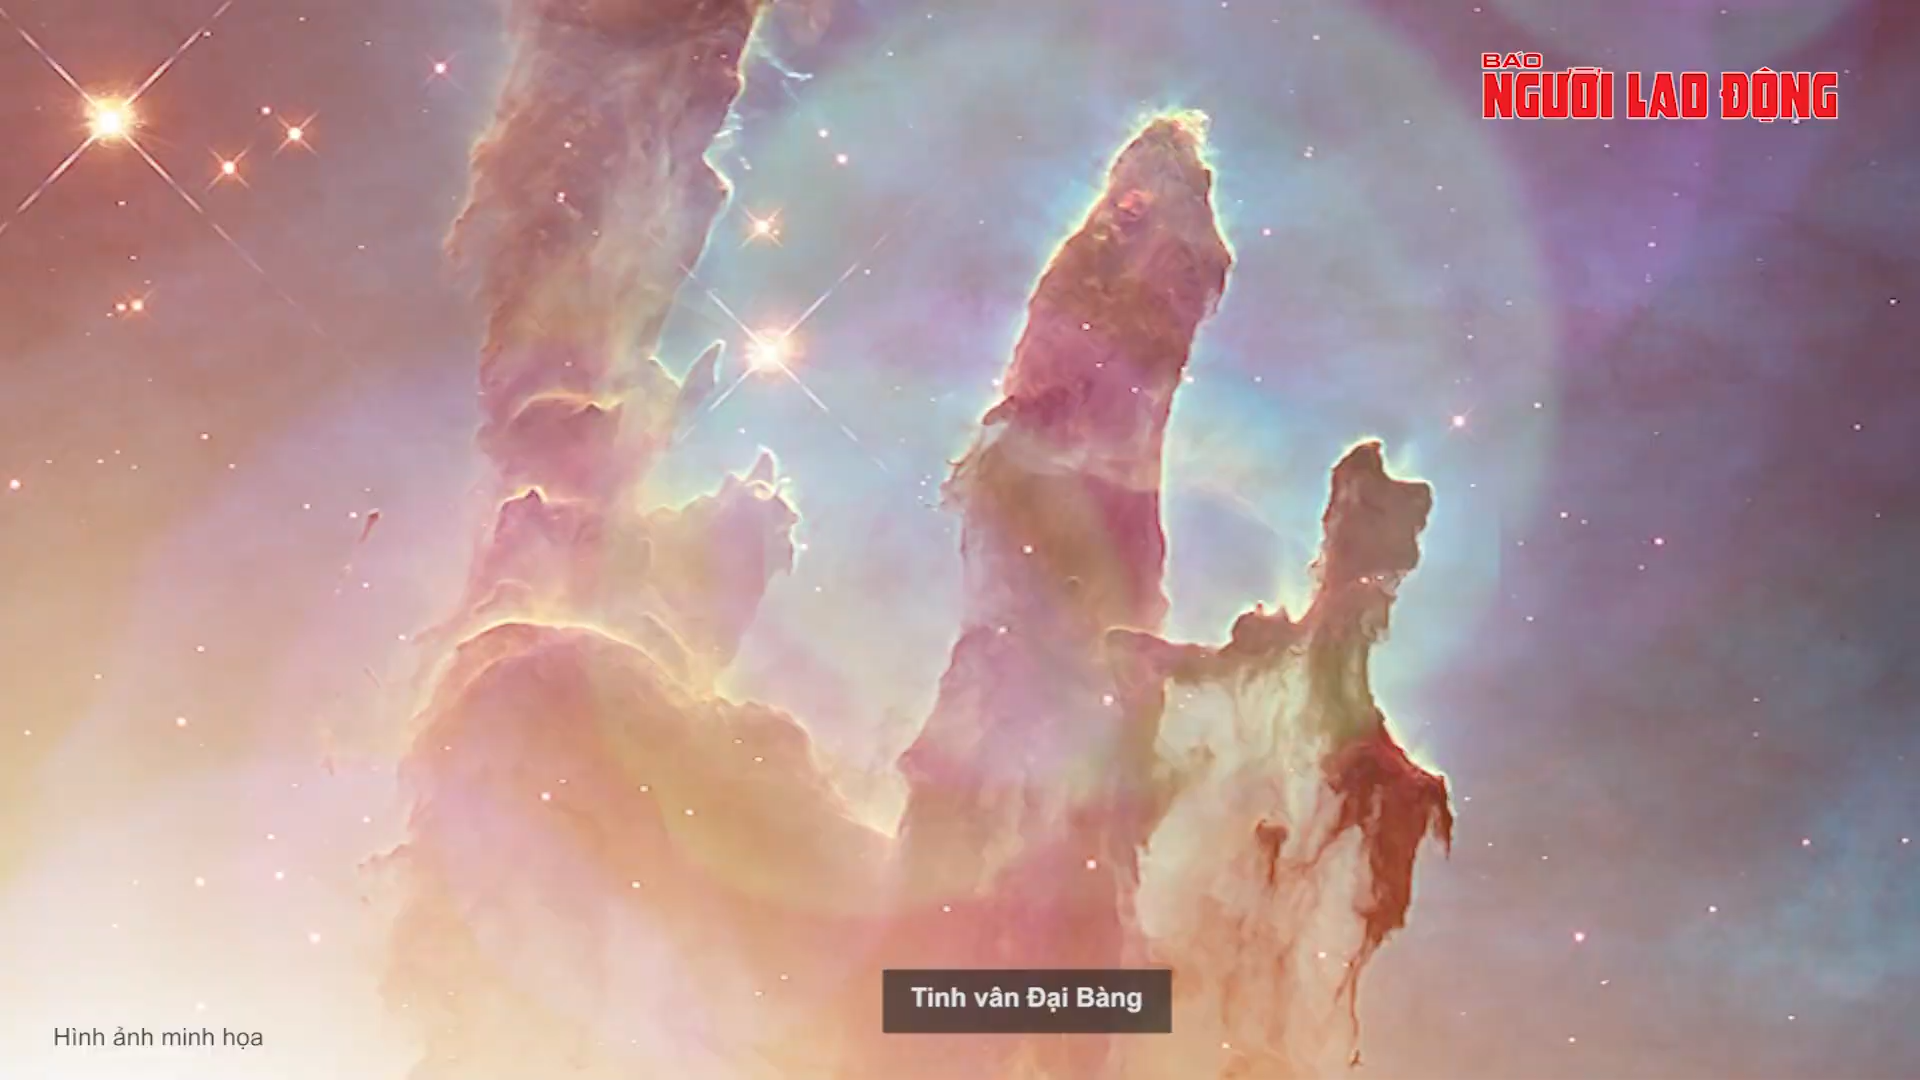 BÁO
NGƯỜI LAO ĐỘNG
Tinh vân Đại Bàng
Hình ảnh minh họa